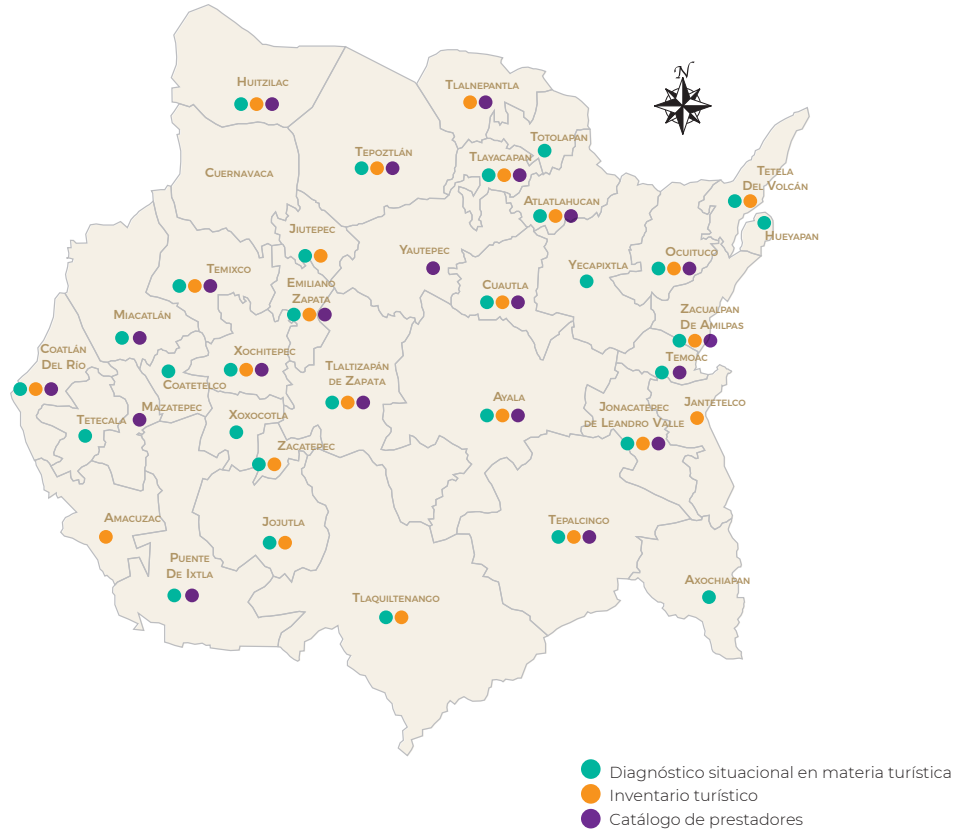 N
Huitzilac
Tlalnepantla
Totolapan
Tepoztlán
Tlayacapan
Cuernavaca
Tetela
Del Volcán
Atlatlahucan
Hueyapan
Jiutepec
Yautepec
Ocuituco
Yecapixtla
Temixco
Emiliano
Zapata
Cuautla
Miacatlán
Zacualpan
De Amilpas
Coatlán
Del Río
Xochitepec
Temoac
Tlaltizapán
de Zapata
Coatetelco
Ayala
Jantetelco
Mazatepec
Jonacatepec
de Leandro Valle
Tetecala
Xoxocotla
Zacatepec
Amacuzac
Jojutla
Tepalcingo
Puente
De Ixtla
Axochiapan
Tlaquiltenango
Diagnóstico situacional en materia turística
Inventario turístico
Catálogo de prestadores